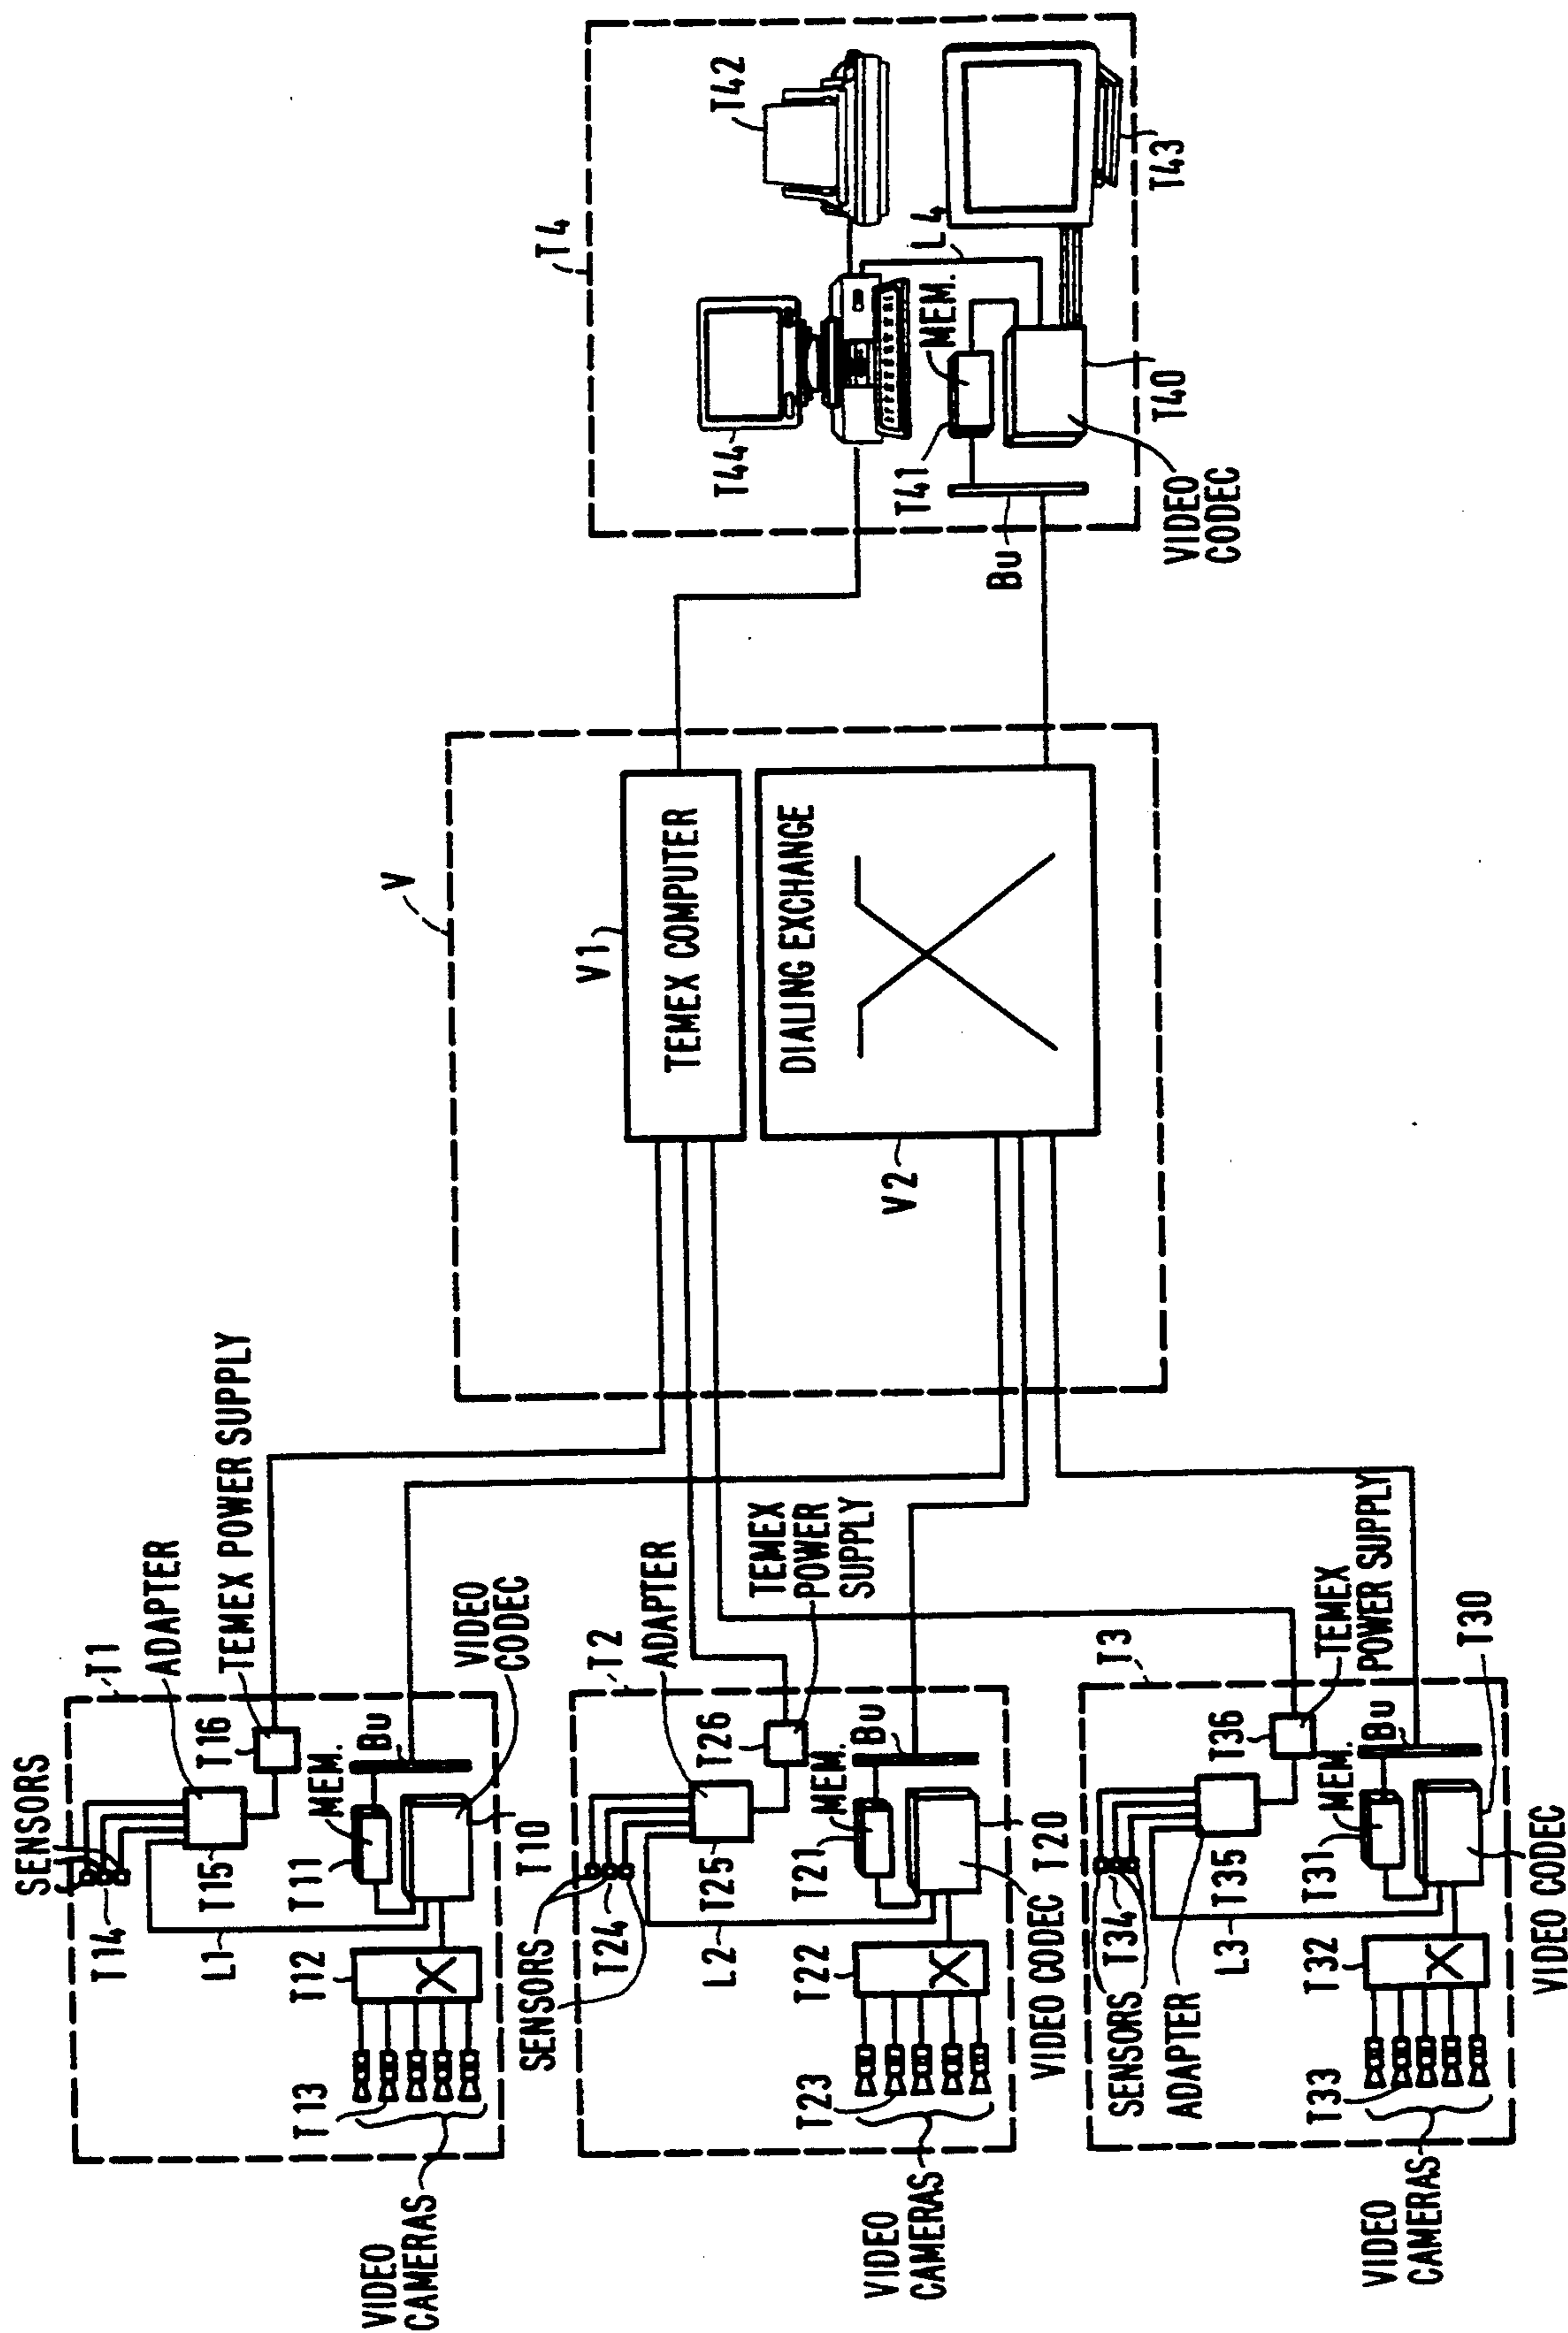 T1
SENSORS
T14
ADAPTER
TEMEX POWER SUPPLY
T15
T16
L1
T11
MEM.
Bu
VIDEO
CODEC
T10
T12
T13
VIDEO
CAMERAS
T2
SENSORS
T24
ADAPTER
TEMEX
POWER
SUPPLY
T25
T26
L2
T21
MEM.
Bu
VIDEO CODEC
T20
T22
T23
VIDEO
CAMERAS
T3
SENSORS
T34
ADAPTER
TEMEX
POWER SUPPLY
T35
T36
L3
T31
MEM.
Bu
VIDEO CODEC
T30
T32
T33
VIDEO
CAMERAS
V
V1
TEMEX COMPUTER
V2
DIALING EXCHANGE
T4
T44
T42
L4
T41
MEM.
Bu
VIDEO
CODEC
T40
T43